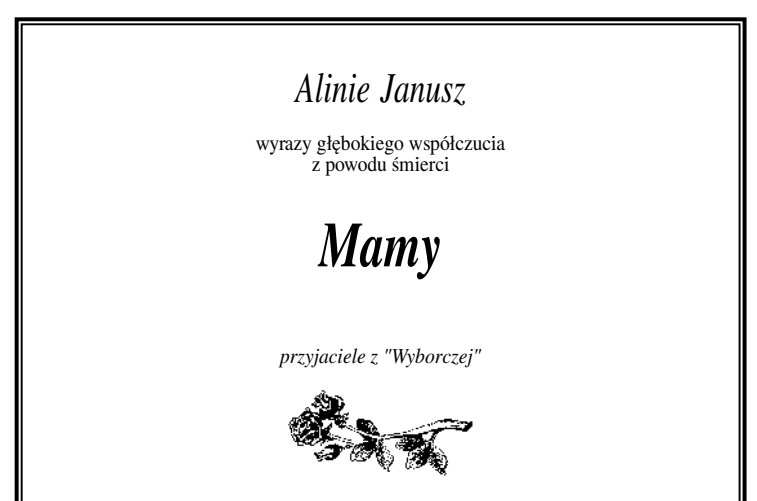 Alinie Janusz
wyrazy głębokiego współczucia
z powodu śmierci
Mamy
przyjaciele z "Wyborczej"